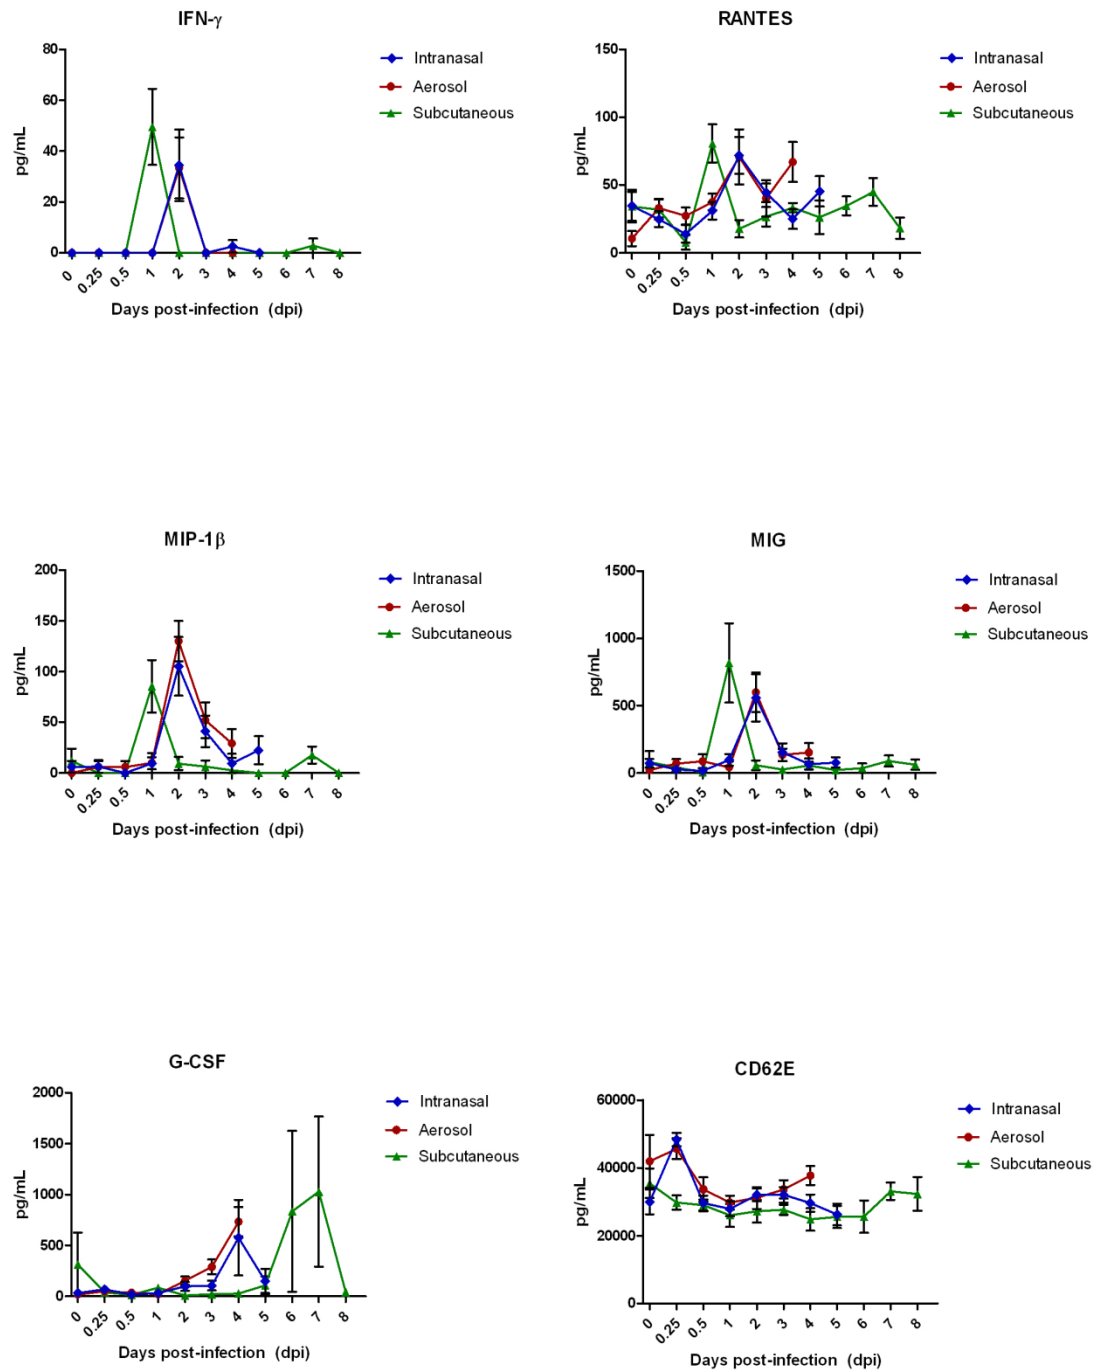 IFN-γ
80
60
40
20
0
pg/mL
0 0.25 0.5 1 2 3 4 5 6 7 8
Days post-infection (dpi)
Intranasal
Aerosol
Subcutaneous
RANTES
150
100
50
0
pg/mL
0 0.25 0.5 1 2 3 4 5 6 7 8
Days post-infection (dpi)
Intranasal
Aerosol
Subcutaneous
MIP-1β
200
150
100
50
0
pg/mL
0 0.25 0.5 1 2 3 4 5 6 7 8
Days post-infection (dpi)
Intranasal
Aerosol
Subcutaneous
MIG
1500
1000
500
0
pg/mL
0 0.25 0.5 1 2 3 4 5 6 7 8
Days post-infection (dpi)
Intranasal
Aerosol
Subcutaneous
G-CSF
2000
1500
1000
500
0
pg/mL
0 0.25 0.5 1 2 3 4 5 6 7 8
Days post-infection (dpi)
Intranasal
Aerosol
Subcutaneous
CD62E
60000
40000
20000
0
pg/mL
0 0.25 0.5 1 2 3 4 5 6 7 8
Days post-infection (dpi)
Intranasal
Aerosol
Subcutaneous